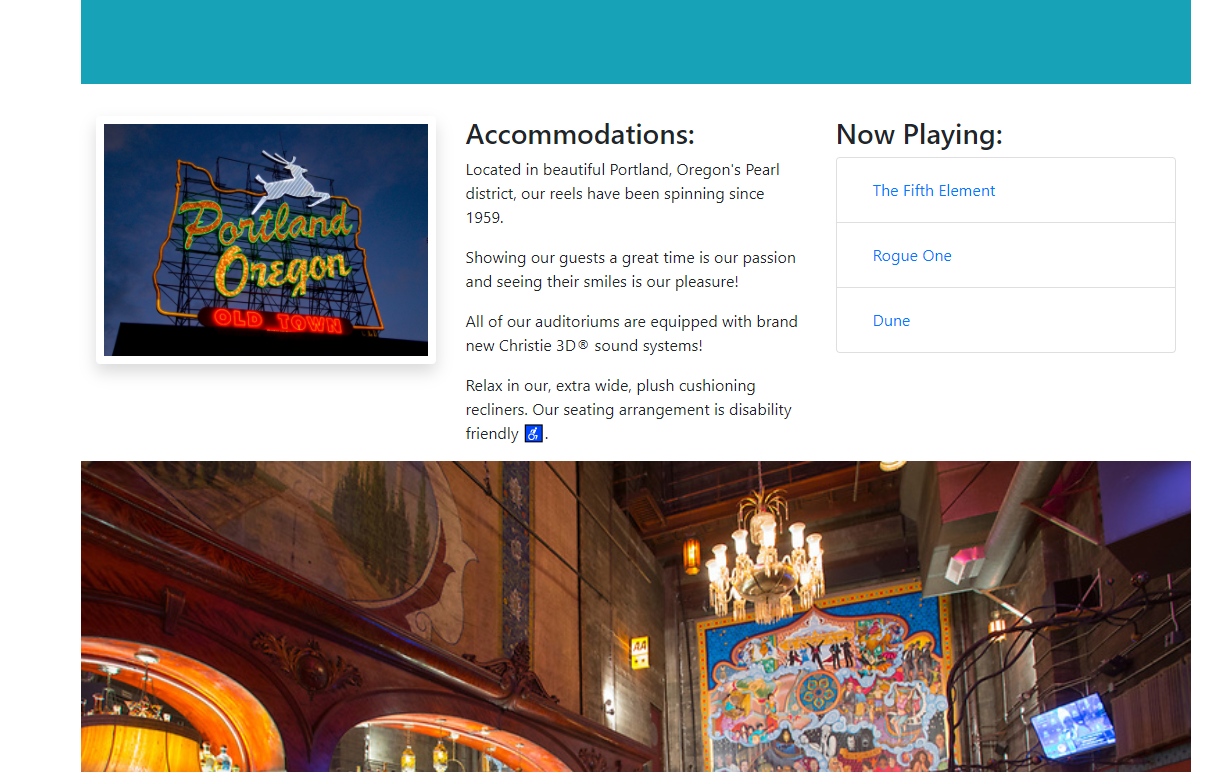 Portland
Oregon
OLD TOWN
Accommodations:
Located in beautiful Portland, Oregon's Pearl
district, our reels have been spinning since
1959.
Showing our guests a great time is our passion
and seeing their smiles is our pleasure!
All of our auditoriums are equipped with brand
new Christie 3D® sound systems!
Relax in our, extra wide, plush cushioning
recliners. Our seating arrangement is disability
friendly ♿.
Now Playing:
The Fifth Element
Rogue One
Dune
AA